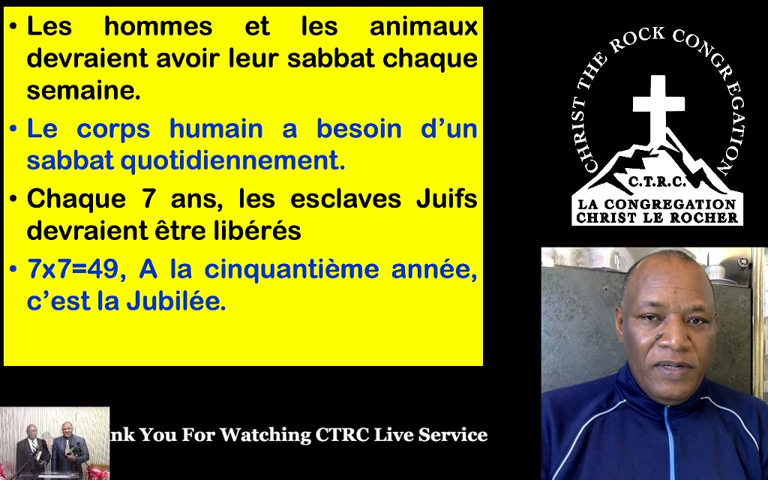 • Les hommes et les animaux
devraient avoir leur sabbat chaque
semaine.
• Le corps humain a besoin d’un
sabbat quotidiennement.
• Chaque 7 ans, les esclaves Juifs
devraient être libérés
• 7x7=49, A la cinquantième année,
c’est la Jubilée.
CHRIST THE ROCK CONGREGATION
C.T.R.C.
LA CONGREGATION
CHRIST LE ROCHER
You For Watching CTRC Live Service